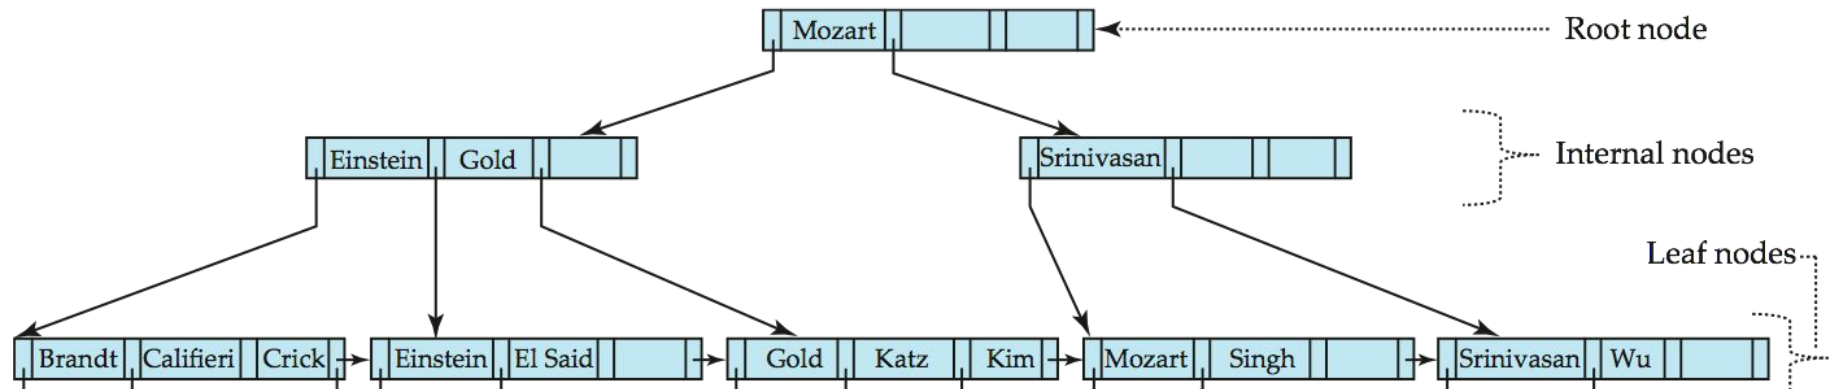 Mozart
Root node
Einstein Gold
Srinivasan
Internal nodes
Leaf nodes
Brandt Califieri Crick
Einstein El Said
Gold Katz Kim
Mozart Singh
Srinivasan Wu